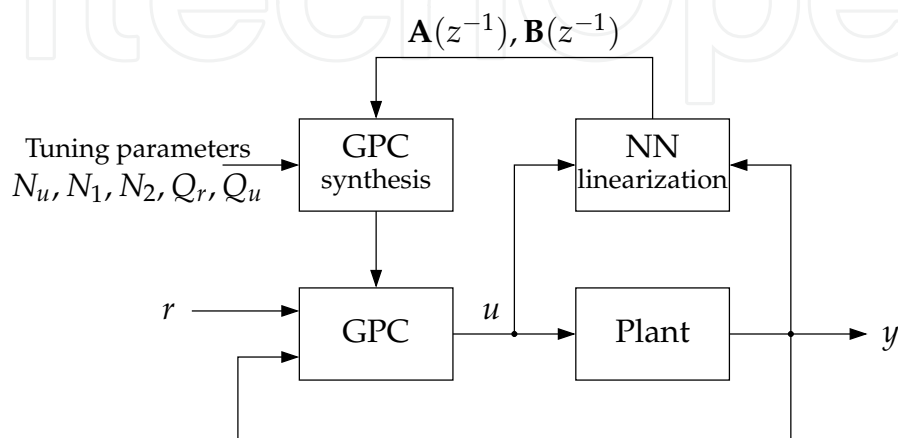 𝐀(z⁻¹), 𝐁(z⁻¹)
Tuning parameters
N_u, N_1, N_2, Q_r, Q_u
GPC
synthesis
NN
linearization
r
GPC
u
Plant
y